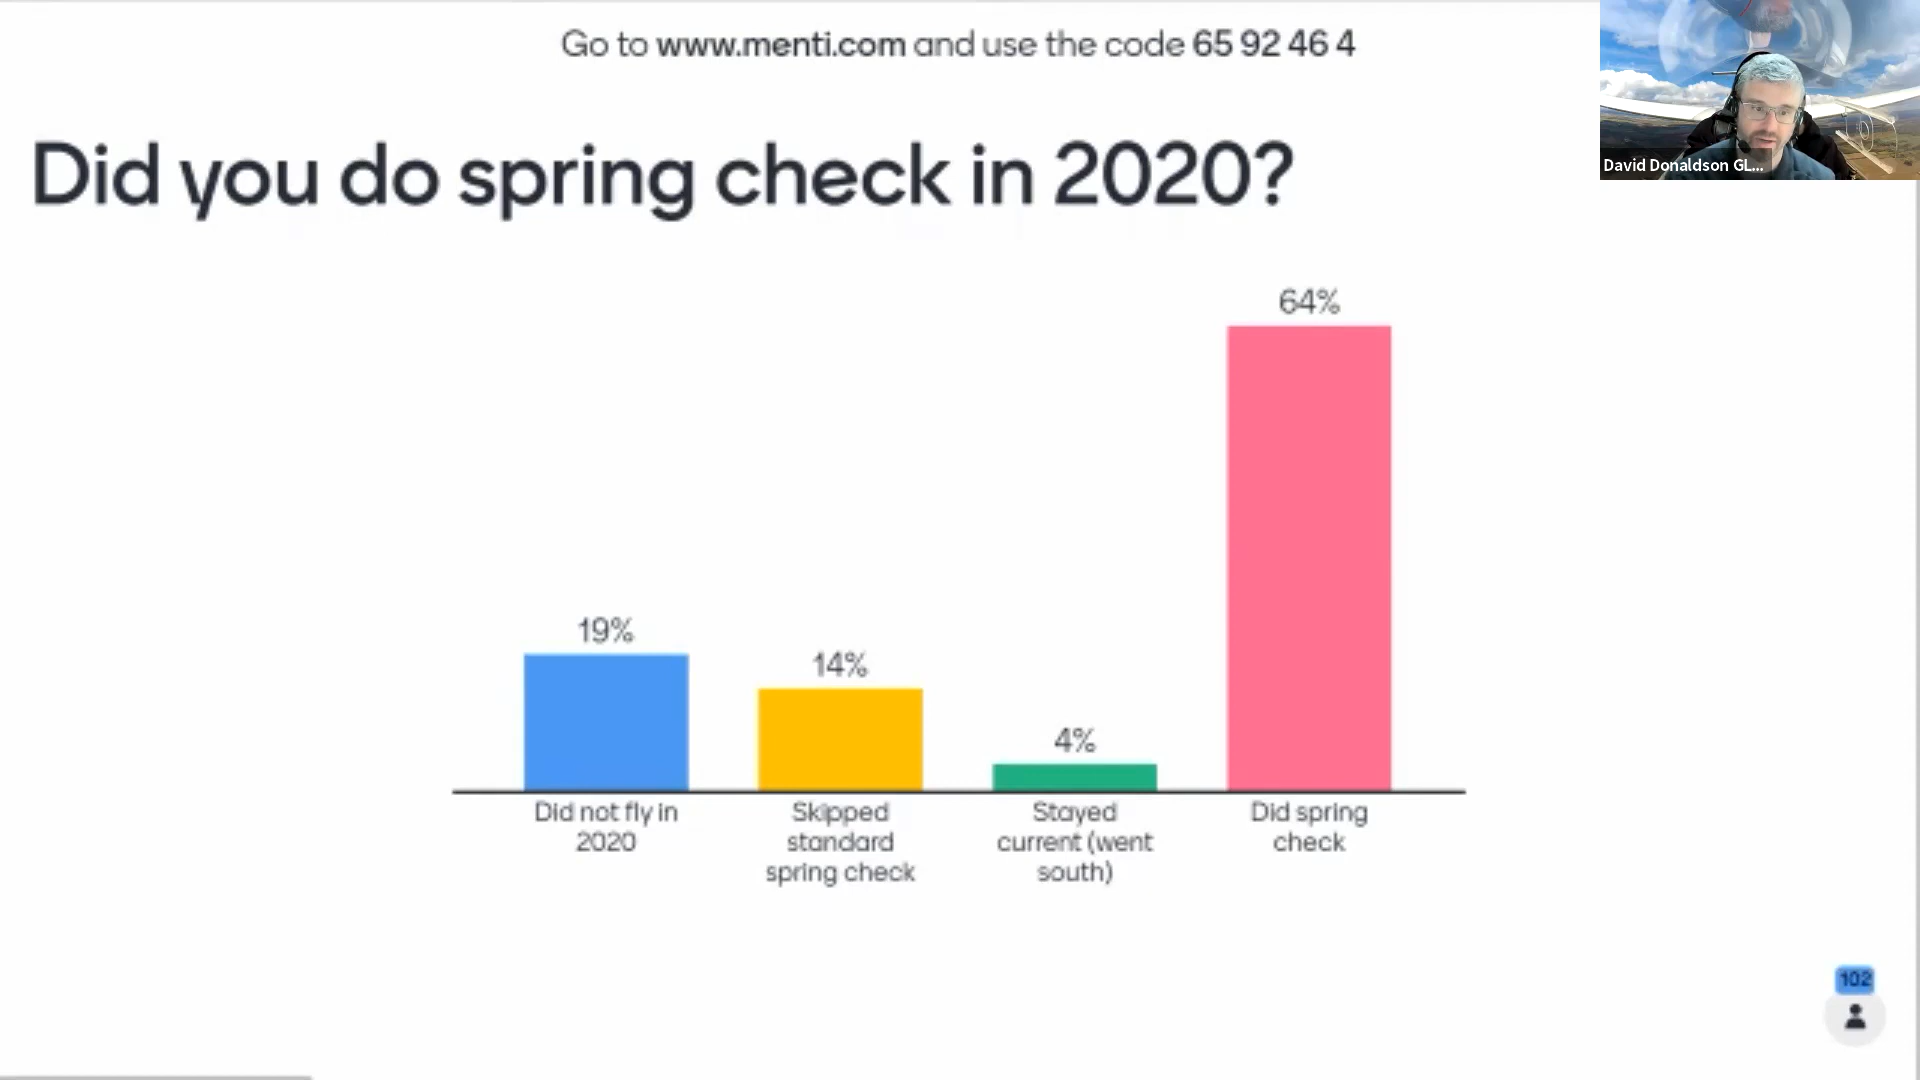 Go to www.menti.com and use the code 65 92 46 4
David Donaldson GL...
Did you do spring check in 2020?
64%
19%
14%
4%
Did not fly in
2020
Skipped
standard
spring check
Stayed
current (went
south)
Did spring
check
102